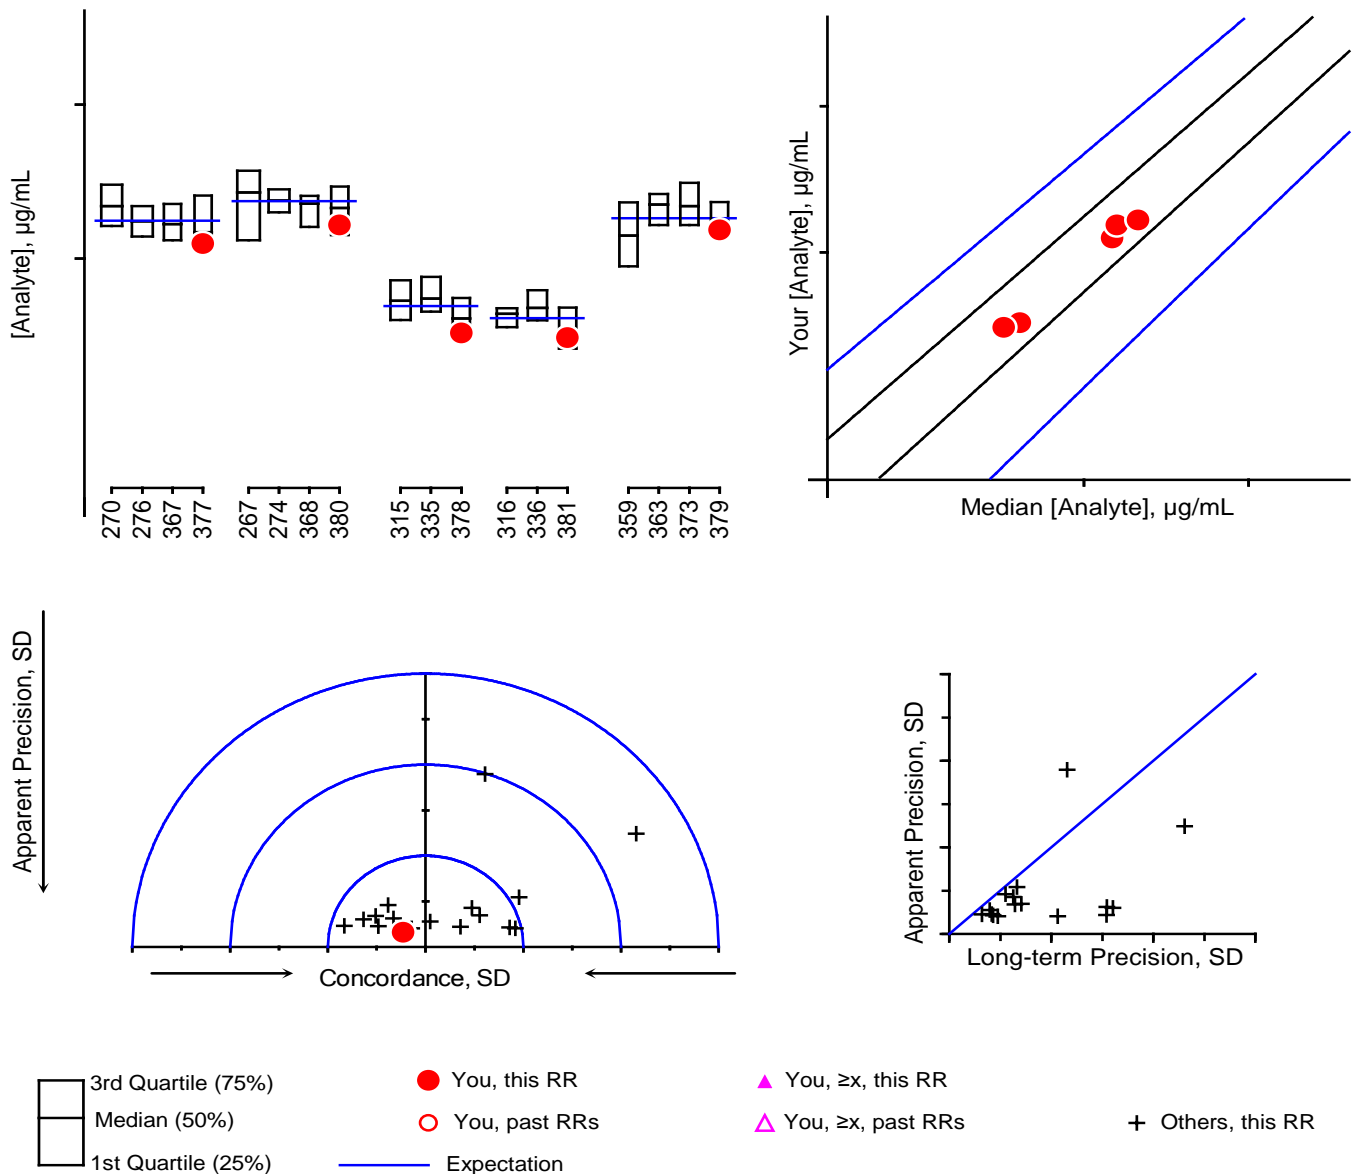 [Analyte], µg/mL
270
276
367
377
267
274
368
380
315
335
378
316
336
381
359
363
373
379
Your [Analyte], µg/mL
Median [Analyte], µg/mL
Apparent Precision, SD
Concordance, SD
Apparent Precision, SD
Long-term Precision, SD
3rd Quartile (75%)
Median (50%)
1st Quartile (25%)
You, this RR
You, past RRs
Expectation
You, ≥x, this RR
You, ≥x, past RRs
Others, this RR